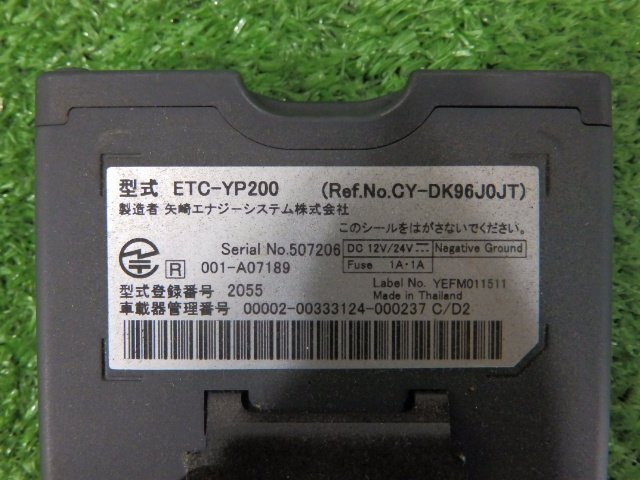 型式 ETC-YP200 (Ref.No.CY-DK96J0JT)
製造者 矢崎エナジーシステム株式会社
このシールをはがさないでください。
Serial No.507206 DC 12V/24V⎓ Negative Ground
R 001-A07189 Fuse 1A・1A
型式登録番号 2055 Label No. YEFM011511
Made in Thailand
車載器管理番号 00002-00333124-000237 C/D2